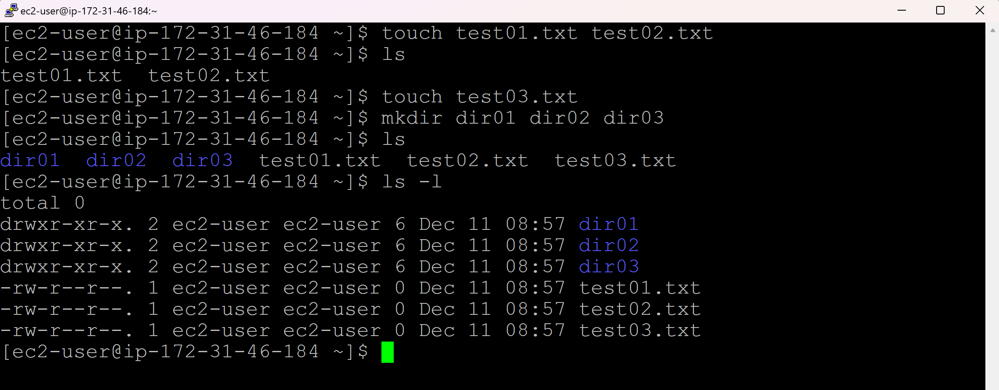 ec2-user@ip-172-31-46-184:~
[ec2-user@ip-172-31-46-184 ~]$ touch test01.txt test02.txt
[ec2-user@ip-172-31-46-184 ~]$ ls
test01.txt  test02.txt
[ec2-user@ip-172-31-46-184 ~]$ touch test03.txt
[ec2-user@ip-172-31-46-184 ~]$ mkdir dir01 dir02 dir03
[ec2-user@ip-172-31-46-184 ~]$ ls
dir01  dir02  dir03  test01.txt  test02.txt  test03.txt
[ec2-user@ip-172-31-46-184 ~]$ ls -l
total 0
drwxr-xr-x. 2 ec2-user ec2-user 6 Dec 11 08:57 dir01
drwxr-xr-x. 2 ec2-user ec2-user 6 Dec 11 08:57 dir02
drwxr-xr-x. 2 ec2-user ec2-user 6 Dec 11 08:57 dir03
-rw-r--r--. 1 ec2-user ec2-user 0 Dec 11 08:57 test01.txt
-rw-r--r--. 1 ec2-user ec2-user 0 Dec 11 08:57 test02.txt
-rw-r--r--. 1 ec2-user ec2-user 0 Dec 11 08:57 test03.txt
[ec2-user@ip-172-31-46-184 ~]$